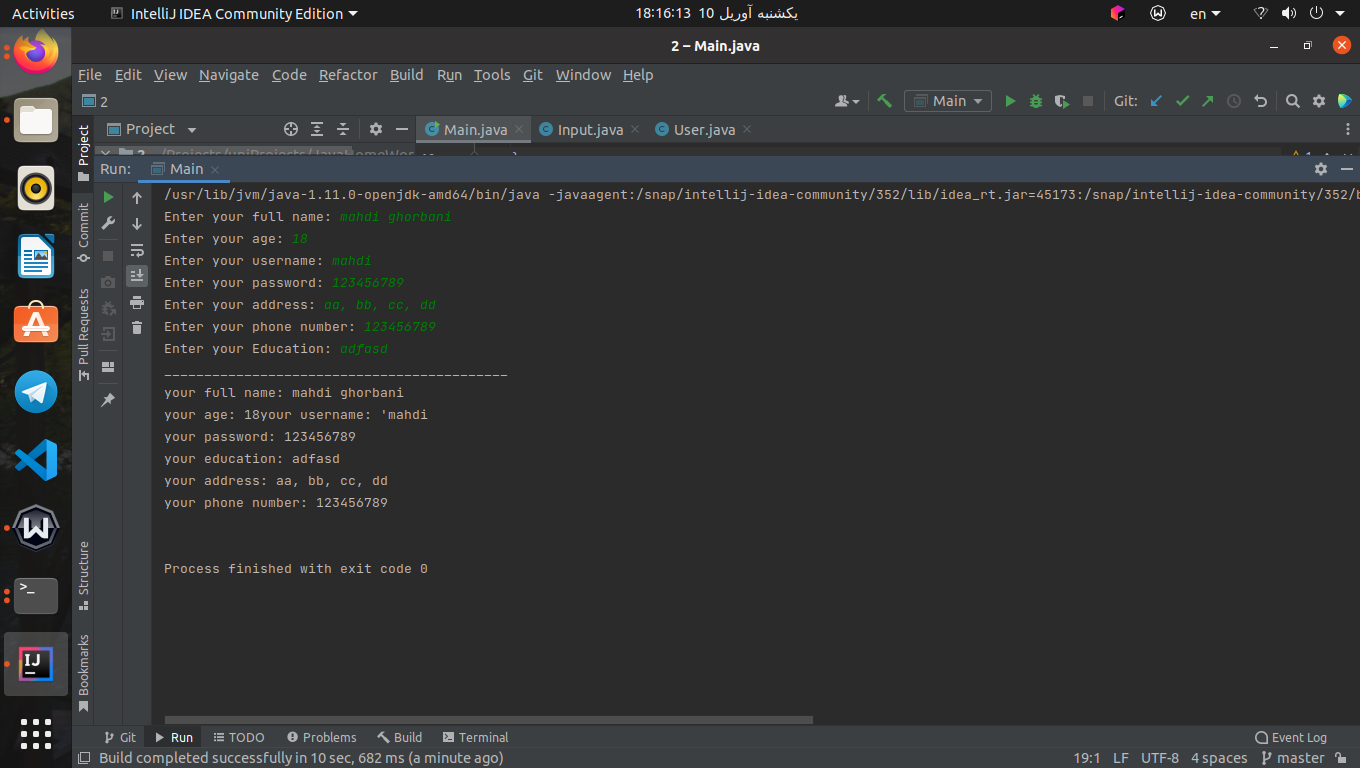 Activities
IntelliJ IDEA Community Edition
18:16:13 یکشنبه آوریل 10
en
2 – Main.java
File Edit View Navigate Code Refactor Build Run Tools Git Window Help
2
Main
Git:
Project
Main.java
Input.java
User.java
Run: Main
/usr/lib/jvm/java-1.11.0-openjdk-amd64/bin/java -javaagent:/snap/intellij-idea-community/352/lib/idea_rt.jar=45173:/snap/intellij-idea-community/352/b
Enter your full name: mahdi ghorbani
Enter your age: 18
Enter your username: mahdi
Enter your password: 123456789
Enter your address: aa, bb, cc, dd
Enter your phone number: 123456789
Enter your Education: adfasd
___________________________________________
your full name: mahdi ghorbani
your age: 18your username: 'mahdi
your password: 123456789
your education: adfasd
your address: aa, bb, cc, dd
your phone number: 123456789
Process finished with exit code 0
Project
Commit
Pull Requests
Structure
Bookmarks
Git Run TODO Problems Build Terminal
Event Log
Build completed successfully in 10 sec, 682 ms (a minute ago)
19:1 LF UTF-8 4 spaces master